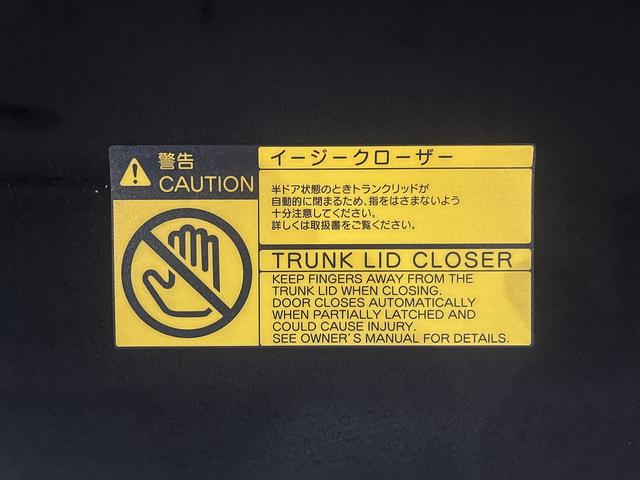 警告
CAUTION
イージークローザー
半ドア状態のときトランクリッドが
自動的に閉まるため、指をはさまないよう
十分注意してください。
詳しくは取扱書をご覧ください。
TRUNK LID CLOSER
KEEP FINGERS AWAY FROM THE
TRUNK LID WHEN CLOSING.
DOOR CLOSES AUTOMATICALLY
WHEN PARTIALLY LATCHED AND
COULD CAUSE INJURY.
SEE OWNER'S MANUAL FOR DETAILS.